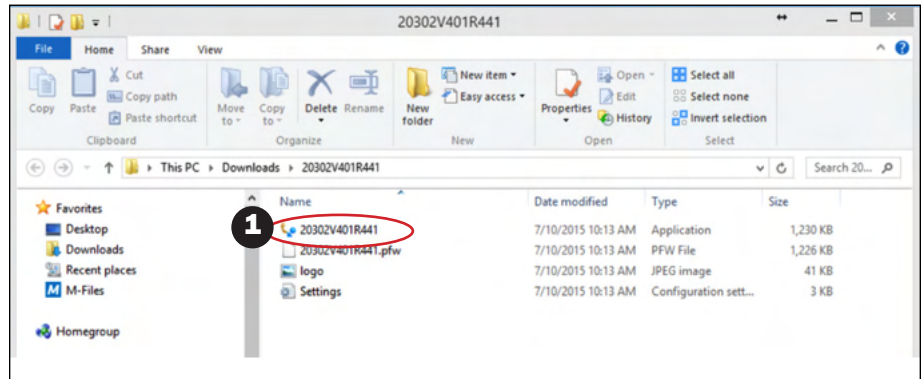 20302V401R441
File Home Share View
Copy Paste Cut Copy path Paste shortcut
Move to Copy to Delete Rename
New folder New item Easy access
Properties Open Edit History
Select all Select none Invert selection
Clipboard Organize New Open Select
This PC Downloads 20302V401R441 Search 20...
Favorites
Desktop
Downloads
Recent places
M-Files
Homegroup
Name Date modified Type Size
1 20302V401R441 7/10/2015 10:13 AM Application 1,230 KB
20302V401R441.pfw 7/10/2015 10:13 AM PFW File 1,226 KB
logo 7/10/2015 10:13 AM JPEG image 41 KB
Settings 7/10/2015 10:13 AM Configuration sett... 3 KB